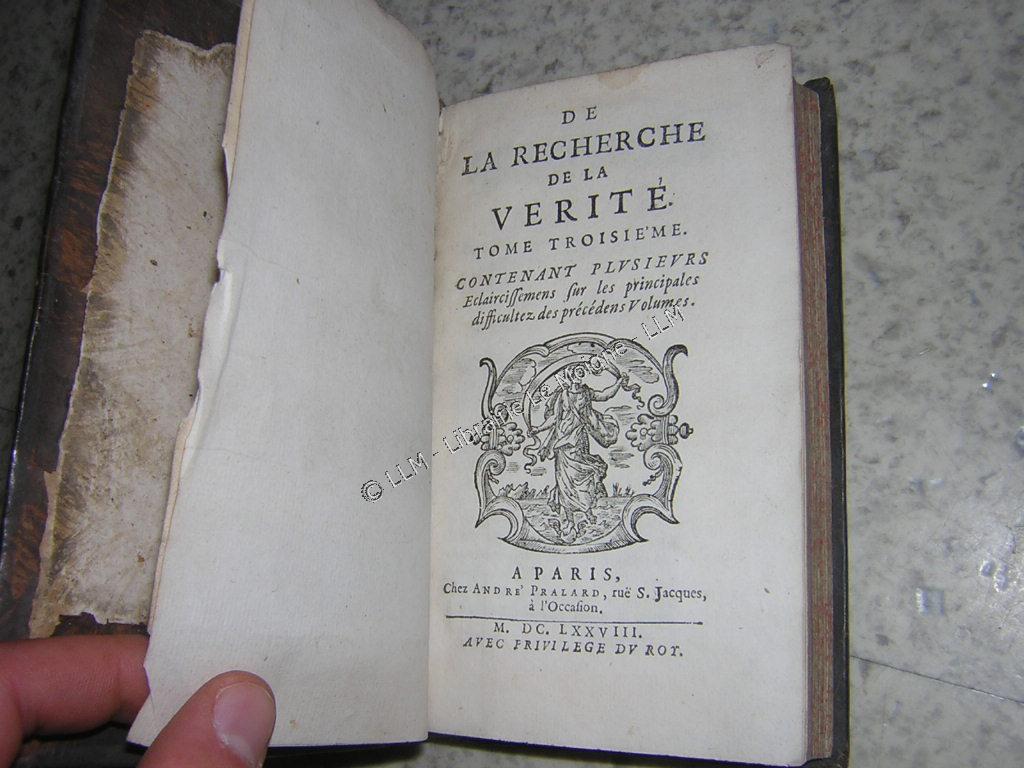 DE
LA RECHERCHE
DE LA
VERITÉ.
TOME TROISIE'ME.
CONTENANT PLVSIEVRS
Eclairciſſemens ſur les principales
difficultez des précédens Volumes.
© LLM - Librairie Le Moine - LLM
A PARIS,
Chez ANDRE' PRALARD, ruë S. Jacques,
à l'Occaſion.
M. DC. LXXVIII.
AVEC PRIVILEGE DV ROY.